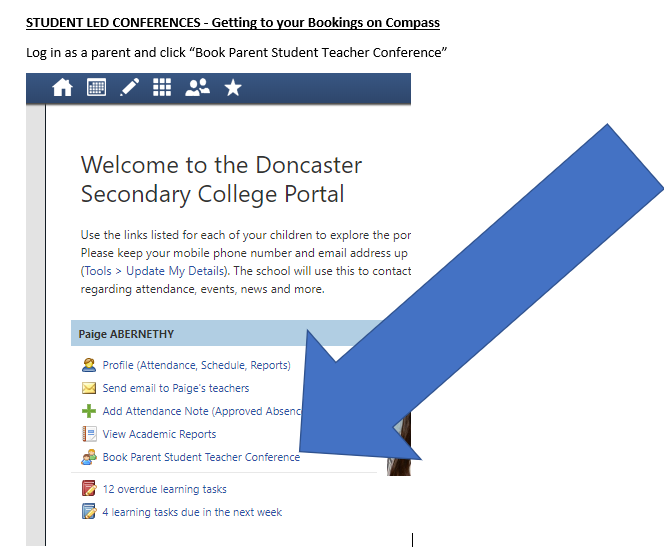 STUDENT LED CONFERENCES - Getting to your Bookings on Compass
Log in as a parent and click “Book Parent Student Teacher Conference”
Welcome to the Doncaster
Secondary College Portal
Use the links listed for each of your children to explore the por
Please keep your mobile phone number and email address up
(Tools > Update My Details). The school will use this to contact
regarding attendance, events, news and more.
Paige ABERNETHY
Profile (Attendance, Schedule, Reports)
Send email to Paige's teachers
Add Attendance Note (Approved Absenc
View Academic Reports
Book Parent Student Teacher Conference
12 overdue learning tasks
4 learning tasks due in the next week